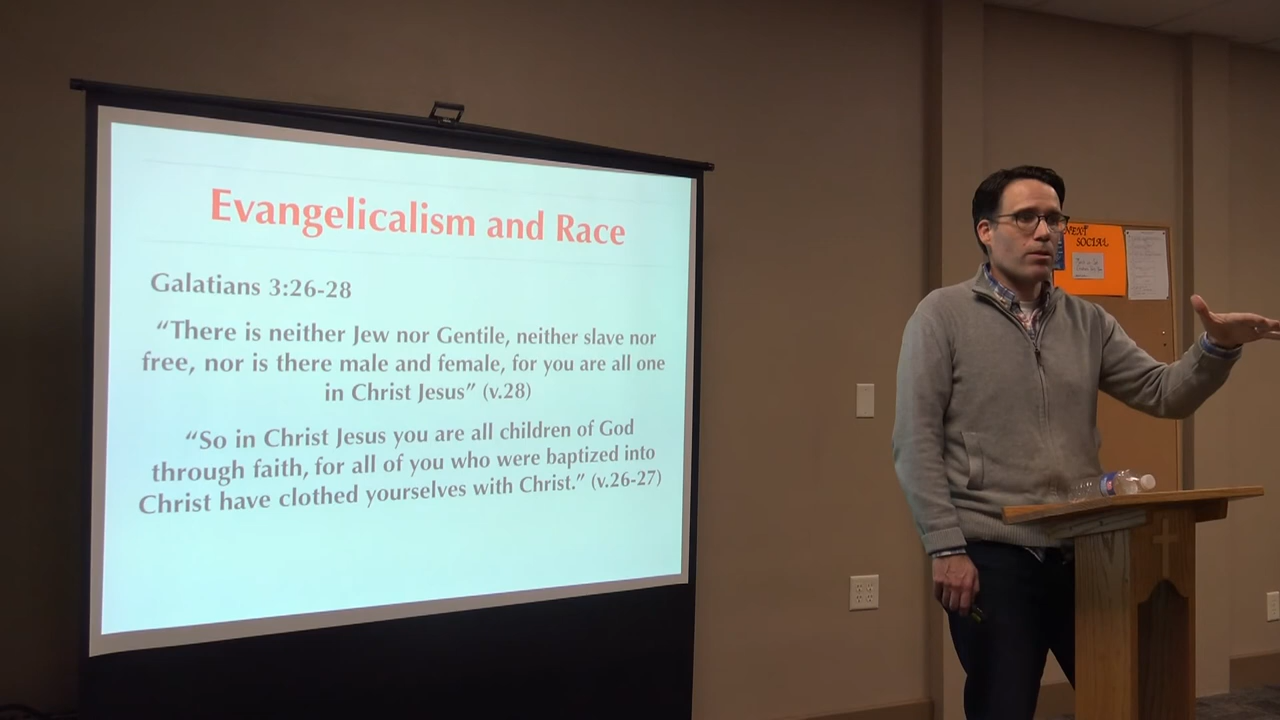 Evangelicalism and Race
Galatians 3:26-28
“There is neither Jew nor Gentile, neither slave nor
free, nor is there male and female, for you are all one
in Christ Jesus” (v.28)
“So in Christ Jesus you are all children of God
through faith, for all of you who were baptized into
Christ have clothed yourselves with Christ.” (v.26-27)
NEXT
SOCIAL